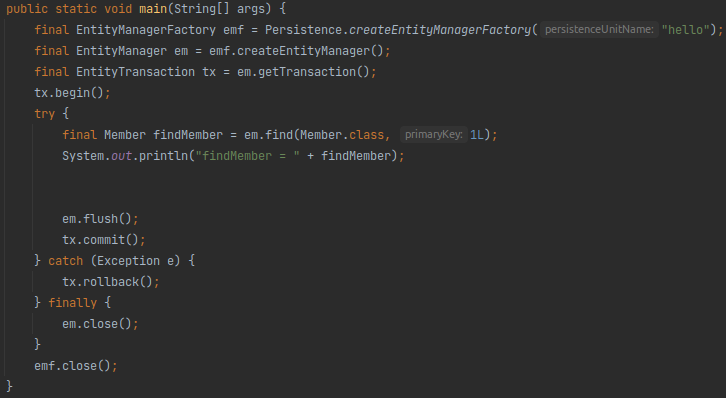 public static void main(String[] args) {
final EntityManagerFactory emf = Persistence.createEntityManagerFactory( persistenceUnitName: "hello");
final EntityManager em = emf.createEntityManager();
final EntityTransaction tx = em.getTransaction();
tx.begin();
try {
final Member findMember = em.find(Member.class, primaryKey: 1L);
System.out.println("findMember = " + findMember);
em.flush();
tx.commit();
} catch (Exception e) {
tx.rollback();
} finally {
em.close();
}
emf.close();
}